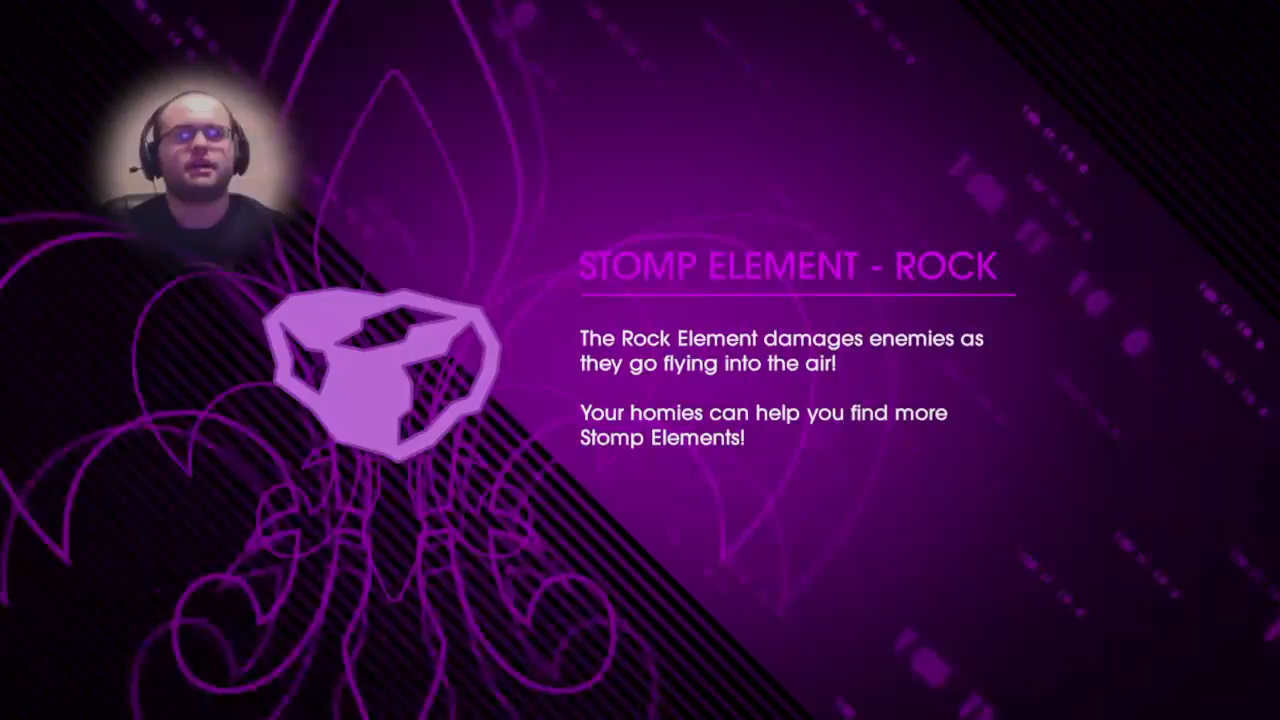 STOMP ELEMENT - ROCK
The Rock Element damages enemies as
they go flying into the air!
Your homies can help you find more
Stomp Elements!